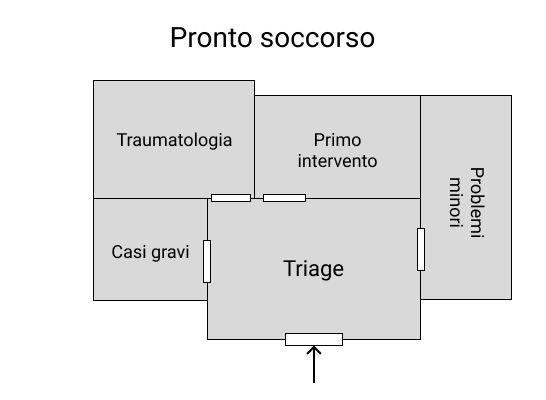 Pronto soccorso
Traumatologia
Primo
intervento
Problemi
minori
Casi gravi
Triage